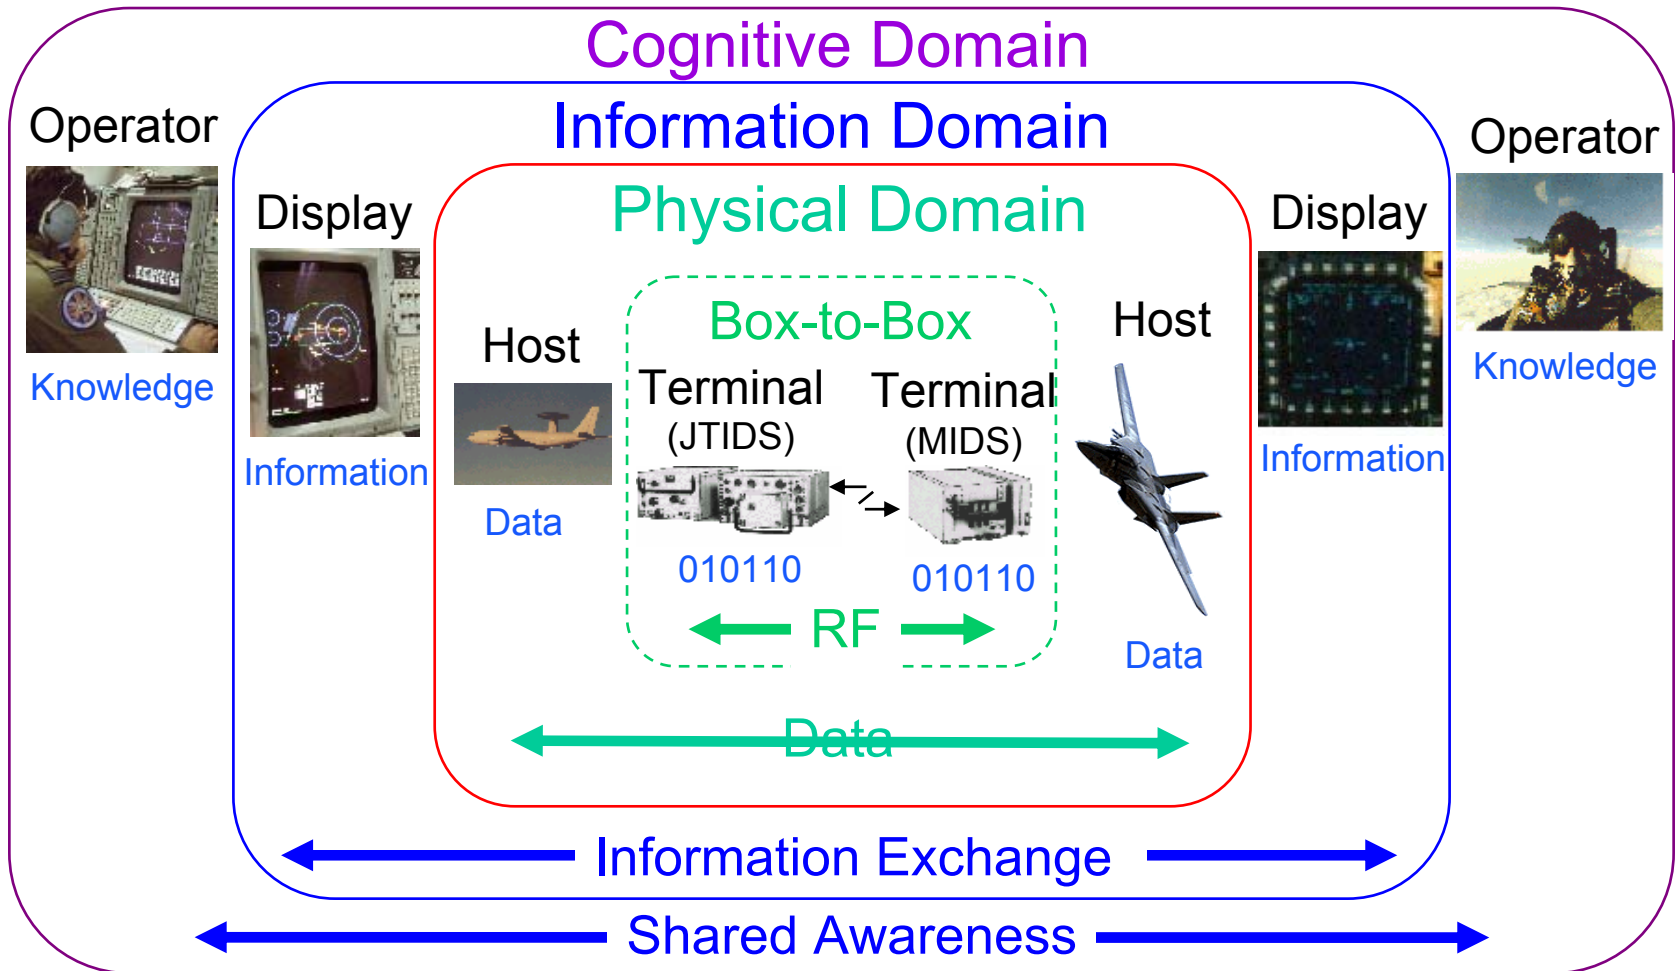 Cognitive Domain
Information Domain
Operator
Operator
Physical Domain
Display
Display
Box-to-Box
Host
Host
Terminal
(JTIDS)
Terminal
(MIDS)
Knowledge
Knowledge
Information
Information
Data
010110
010110
RF
Data
Data
Information Exchange
Shared Awareness